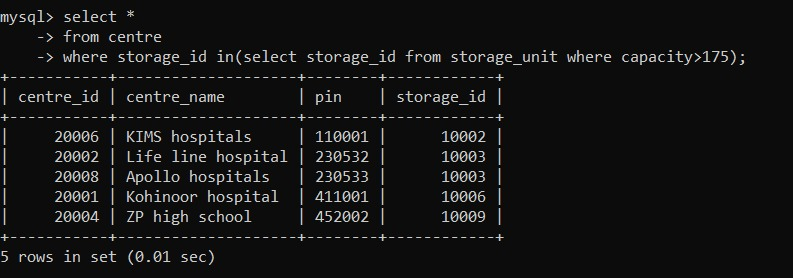 mysql> select *
    -> from centre
    -> where storage_id in(select storage_id from storage_unit where capacity>175);
+-----------+--------------------+--------+------------+
| centre_id | centre_name        | pin    | storage_id |
+-----------+--------------------+--------+------------+
|     20006 | KIMS hospitals     | 110001 |      10002 |
|     20002 | Life line hospital | 230532 |      10003 |
|     20008 | Apollo hospitals   | 230533 |      10003 |
|     20001 | Kohinoor hospital  | 411001 |      10006 |
|     20004 | ZP high school     | 452002 |      10009 |
+-----------+--------------------+--------+------------+
5 rows in set (0.01 sec)